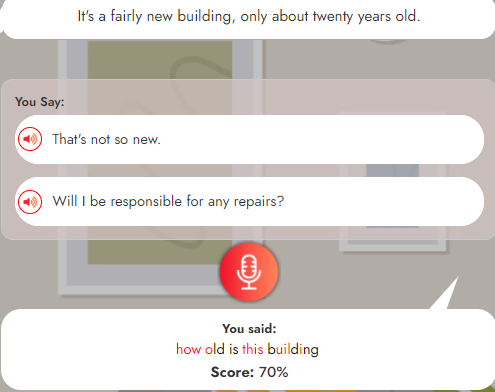 It's a fairly new building, only about twenty years old.
You Say:
That's not so new.
Will I be responsible for any repairs?
You said:
how old is this building
Score: 70%